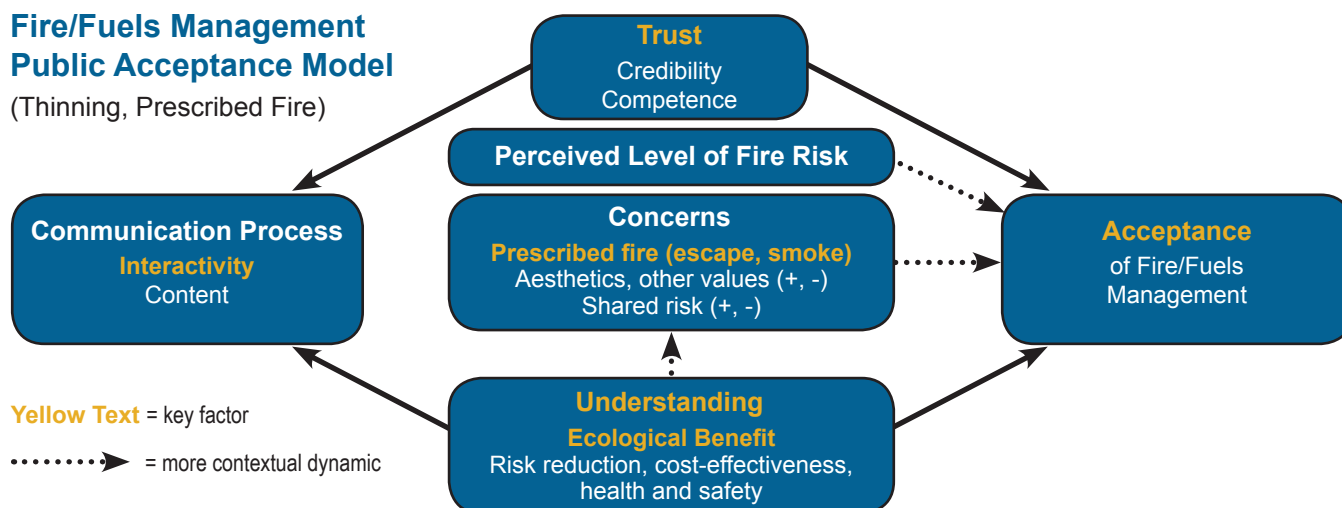 Fire/Fuels Management
Public Acceptance Model
(Thinning, Prescribed Fire)
Trust
Credibility
Competence
Perceived Level of Fire Risk
Communication Process
Interactivity
Content
Concerns
Prescribed fire (escape, smoke)
Aesthetics, other values (+, -)
Shared risk (+, -)
Acceptance
of Fire/Fuels
Management
Understanding
Ecological Benefit
Risk reduction, cost-effectiveness,
health and safety
Yellow Text = key factor
= more contextual dynamic